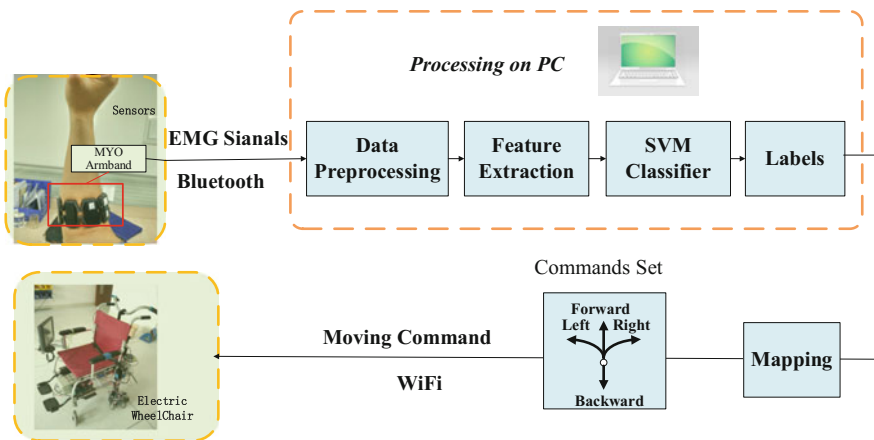 Processing on PC
Sensors
MYO
Armband
EMG Sianals
Bluetooth
Data
Preprocessing
Feature
Extraction
SVM
Classifier
Labels
Commands Set
Forward
Left Right
Backward
Mapping
Moving Command
WiFi
Electric
WheelChair